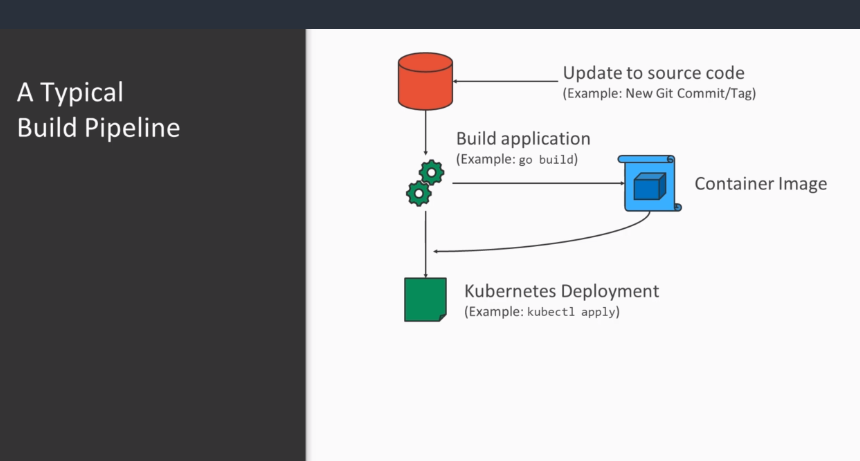 A Typical
Build Pipeline
Update to source code
(Example: New Git Commit/Tag)
Build application
(Example: go build)
Container Image
Kubernetes Deployment
(Example: kubectl apply)